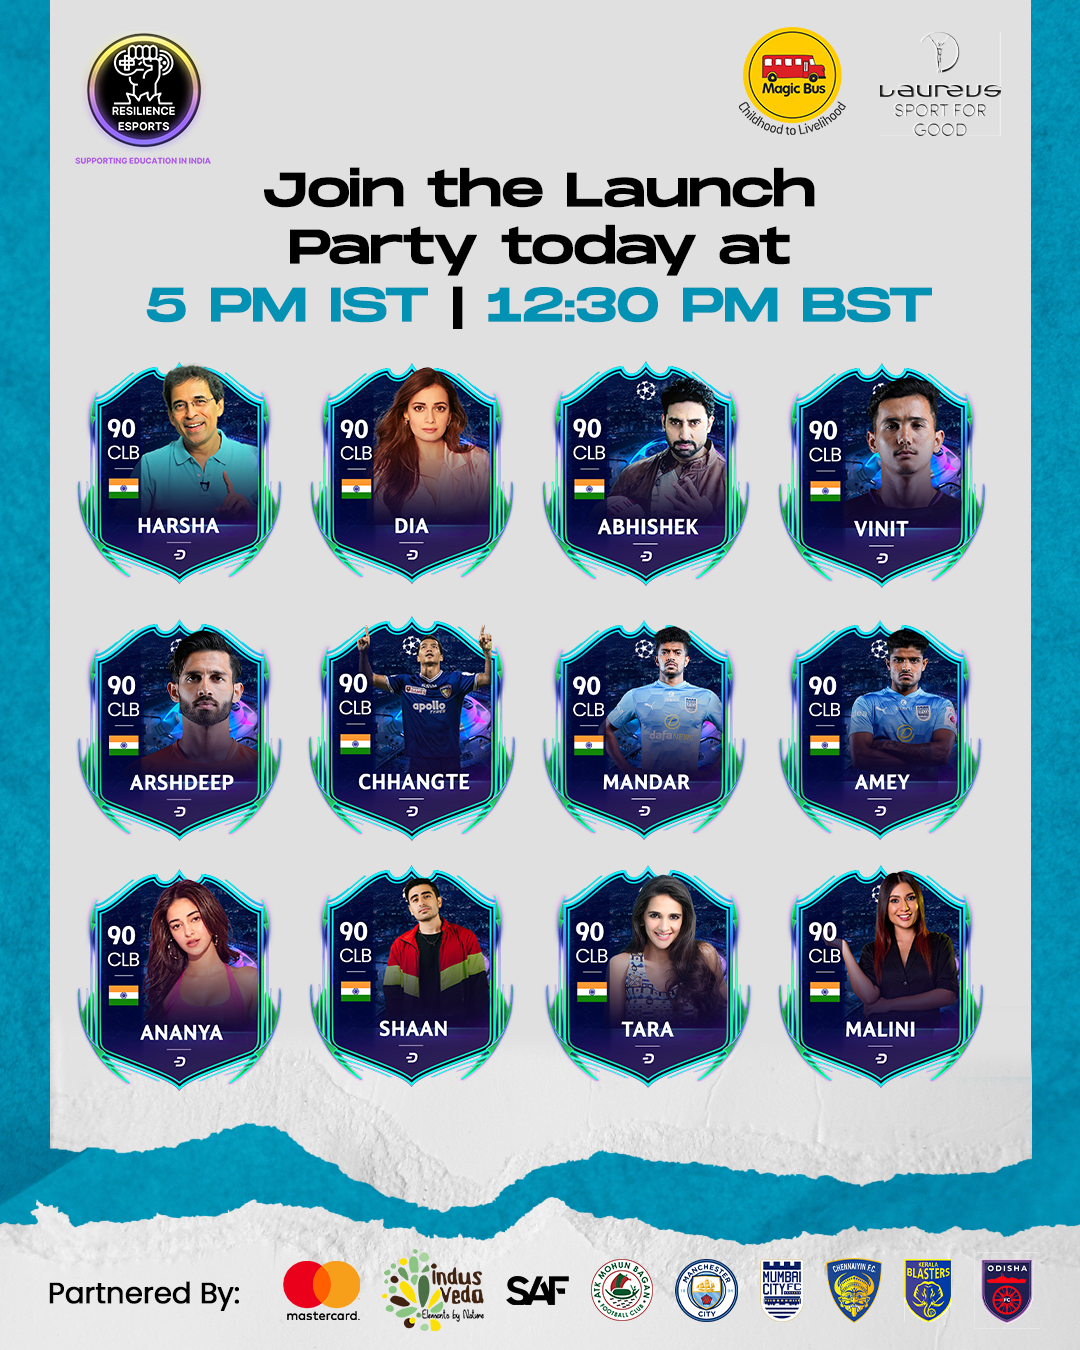 RESILIENCE
ESPORTS
SUPPORTING EDUCATION IN INDIA
Magic Bus
Childhood to Livelihood
Laureus
SPORT FOR
GOOD
Join the Launch
Party today at
5 PM IST | 12:30 PM BST
90
CLB
HARSHA
90
CLB
DIA
90
CLB
ABHISHEK
90
CLB
VINIT
90
CLB
ARSHDEEP
90
CLB
apollo
TYRES
CHHANGTE
90
CLB
dafaNEWS
MANDAR
90
CLB
AMEY
90
CLB
ANANYA
90
CLB
SHAAN
90
CLB
TARA
90
CLB
MALINI
Partnered By:
mastercard.
indus
veda
Elements by Nature
SAF
ATK MOHUN BAGAN
FOOTBALL CLUB
MANCHESTER
CITY
MUMBAI
CITY FC
CHENNAIYIN F.C.
KERALA
BLASTERS
ODISHA
FC